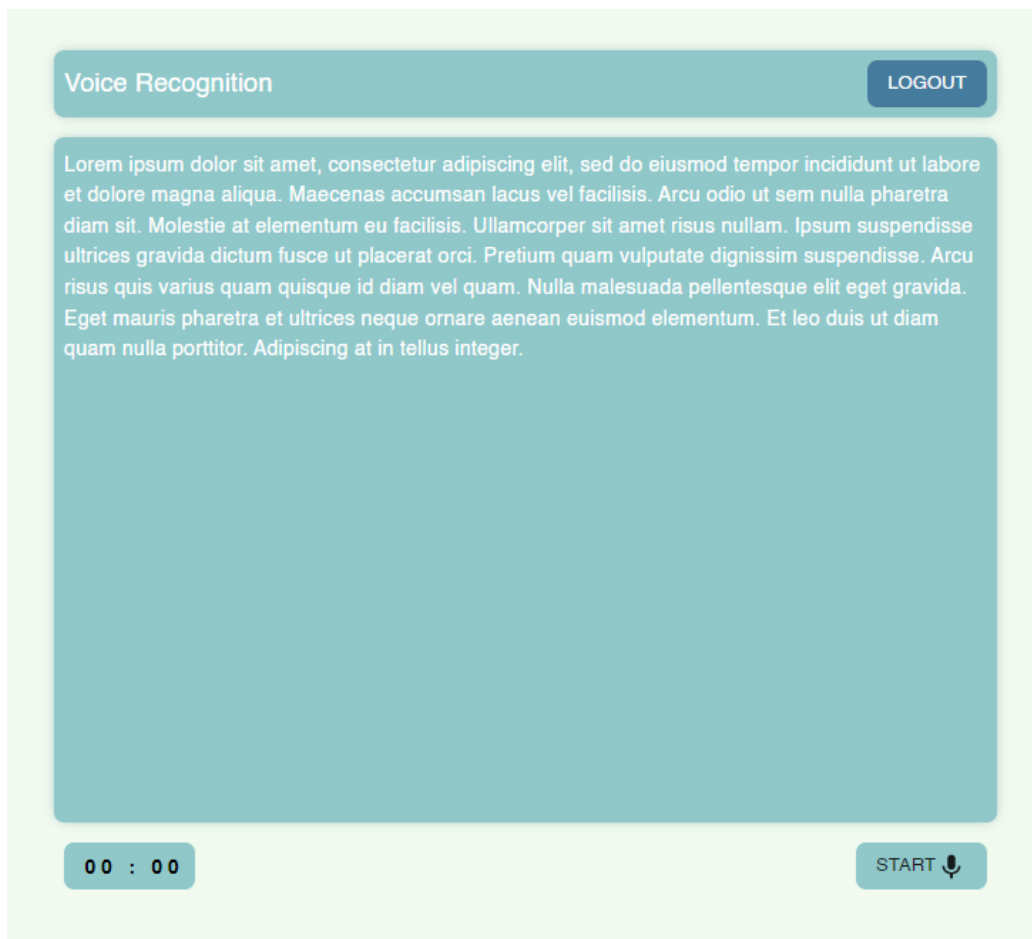 Voice Recognition
LOGOUT
Lorem ipsum dolor sit amet, consectetur adipiscing elit, sed do eiusmod tempor incididunt ut labore
et dolore magna aliqua. Maecenas accumsan lacus vel facilisis. Arcu odio ut sem nulla pharetra
diam sit. Molestie at elementum eu facilisis. Ullamcorper sit amet risus nullam. Ipsum suspendisse
ultrices gravida dictum fusce ut placerat orci. Pretium quam vulputate dignissim suspendisse. Arcu
risus quis varius quam quisque id diam vel quam. Nulla malesuada pellentesque elit eget gravida.
Eget mauris pharetra et ultrices neque ornare aenean euismod elementum. Et leo duis ut diam
quam nulla porttitor. Adipiscing at in tellus integer.
00 : 00
START